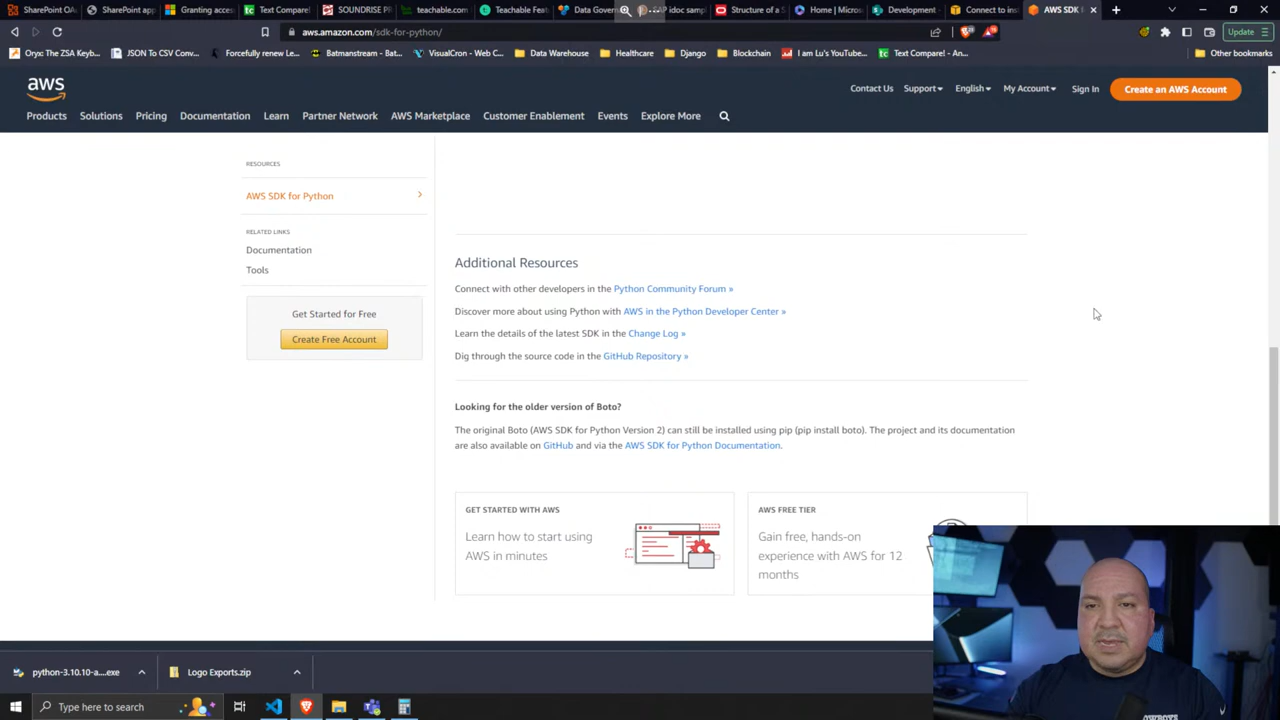 SharePoint OA
SharePoint app
Granting acces
Text Compare!
SOUNDRISE PR
teachable.com
Teachable Feat
Data Govern
SAP idoc samp
Structure of a S
Home | Micros
Development -
Connect to ins
AWS SDK f
aws.amazon.com/sdk-for-python/
Update
Oryx: The ZSA Keyb...
JSON To CSV Conv...
Forcefully renew Le...
Batmanstream - Bat...
VisualCron - Web C...
Data Warehouse
Healthcare
Django
Blockchain
I am Lu's YouTube...
Text Compare! - An...
Other bookmarks
aws
Contact Us
Support
English
My Account
Sign In
Create an AWS Account
Products
Solutions
Pricing
Documentation
Learn
Partner Network
AWS Marketplace
Customer Enablement
Events
Explore More
RESOURCES
AWS SDK for Python
RELATED LINKS
Documentation
Tools
Get Started for Free
Create Free Account
Additional Resources
Connect with other developers in the Python Community Forum »
Discover more about using Python with AWS in the Python Developer Center »
Learn the details of the latest SDK in the Change Log »
Dig through the source code in the GitHub Repository »
Looking for the older version of Boto?
The original Boto (AWS SDK for Python Version 2) can still be installed using pip (pip install boto). The project and its documentation
are also available on GitHub and via the AWS SDK for Python Documentation.
GET STARTED WITH AWS
Learn how to start using
AWS in minutes
AWS FREE TIER
Gain free, hands-on
experience with AWS for 12
months
python-3.10.10-a....exe
Logo Exports.zip
Type here to search
COWBOYS